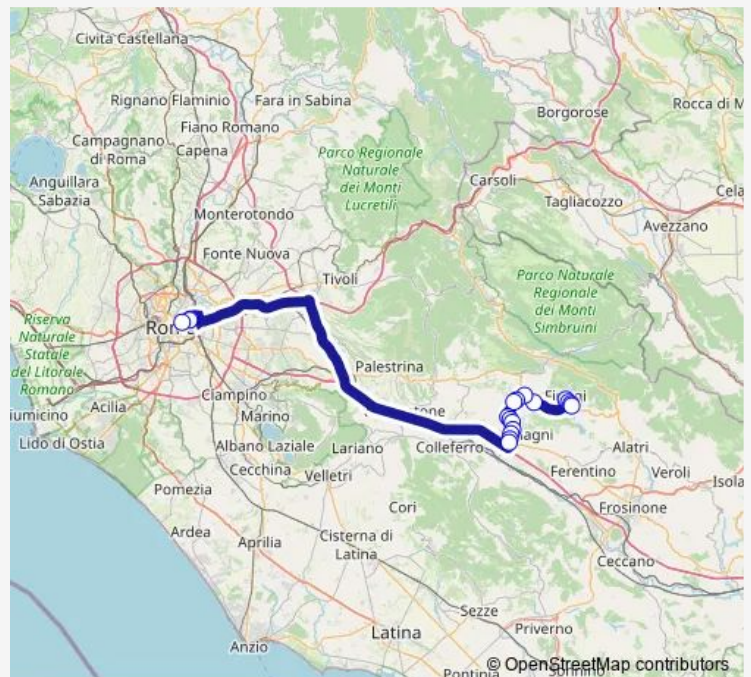 Civita Castellana
Rignano Flaminio
Fara in Sabina
Borgorose
Rocca di
Fiano Romano
Campagnano
di Roma
Capena
Parco Regionale
Naturale
dei Monti
Lucretili
Carsoli
Anguillara
Sabazia
Tagliacozzo
Monterotondo
Avezzano
Fonte Nuova
Tivoli
Parco Naturale
Regionale
dei Monti
Simbruini
Riserva
Naturale
Statale
del Litorale
Romano
Palestrina
Ciampino
Acilia
Marino
Lido di Ostia
Albano Laziale
Lariano
Colleferro
Alatri
Cecchina
Velletri
Ferentino
Veroli
Pomezia
Cori
Frosinone
Ardea
Aprilia
Cisterna di
Latina
Ceccano
Sezze
Anzio
Latina
Priverno
© OpenStreetMap contributors